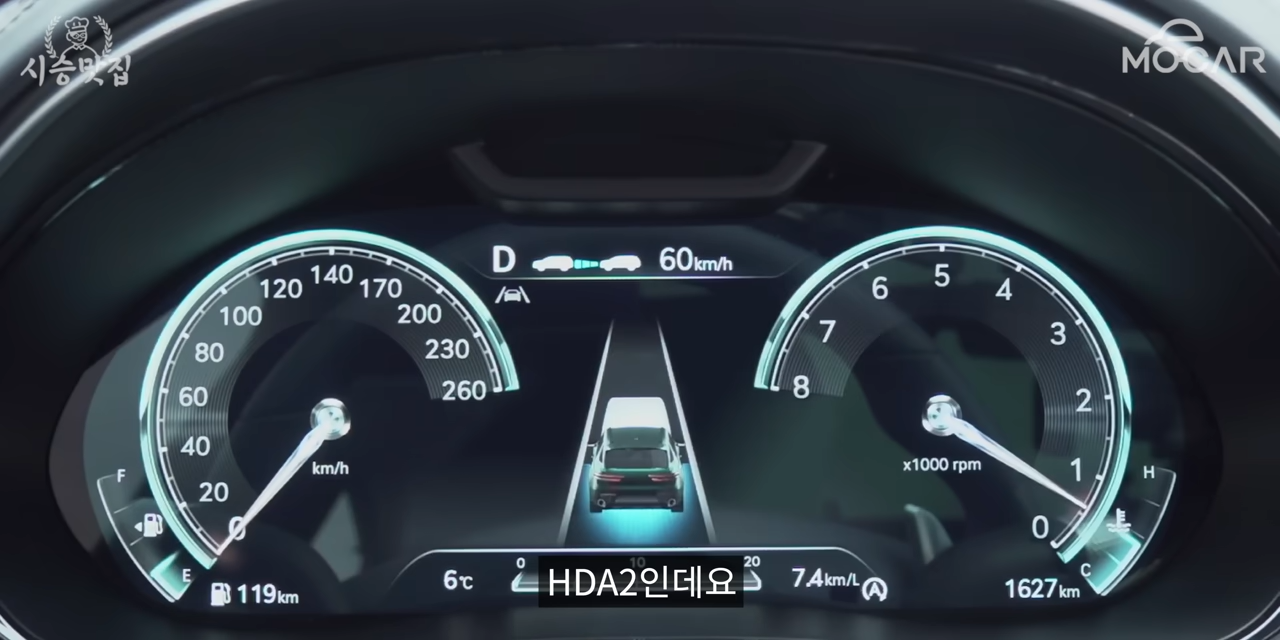 시승맛집
MOCAR
D 60km/h
0 20 40 60 80 100 120 140 170 200 230 260
km/h
8 7 6 5 4 3 2 1 0
x1000 rpm
F
E
H
C
119km
6℃
0 10 20
7.4km/L
A
1627km
HDA2인데요